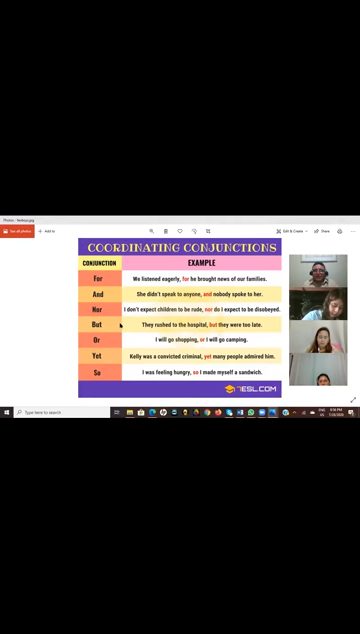 Photos - fanboys.jpg
See all photos
Add to
Edit & Create
Share
COORDINATING CONJUNCTIONS
CONJUNCTION EXAMPLE
For We listened eagerly, for he brought news of our families.
And She didn't speak to anyone, and nobody spoke to her.
Nor I don't expect children to be rude, nor do I expect to be disobeyed.
But They rushed to the hospital, but they were too late.
Or I will go shopping, or I will go camping.
Yet Kelly was a convicted criminal, yet many people admired him.
So I was feeling hungry, so I made myself a sandwich.
7ESL.COM
Type here to search
ENG